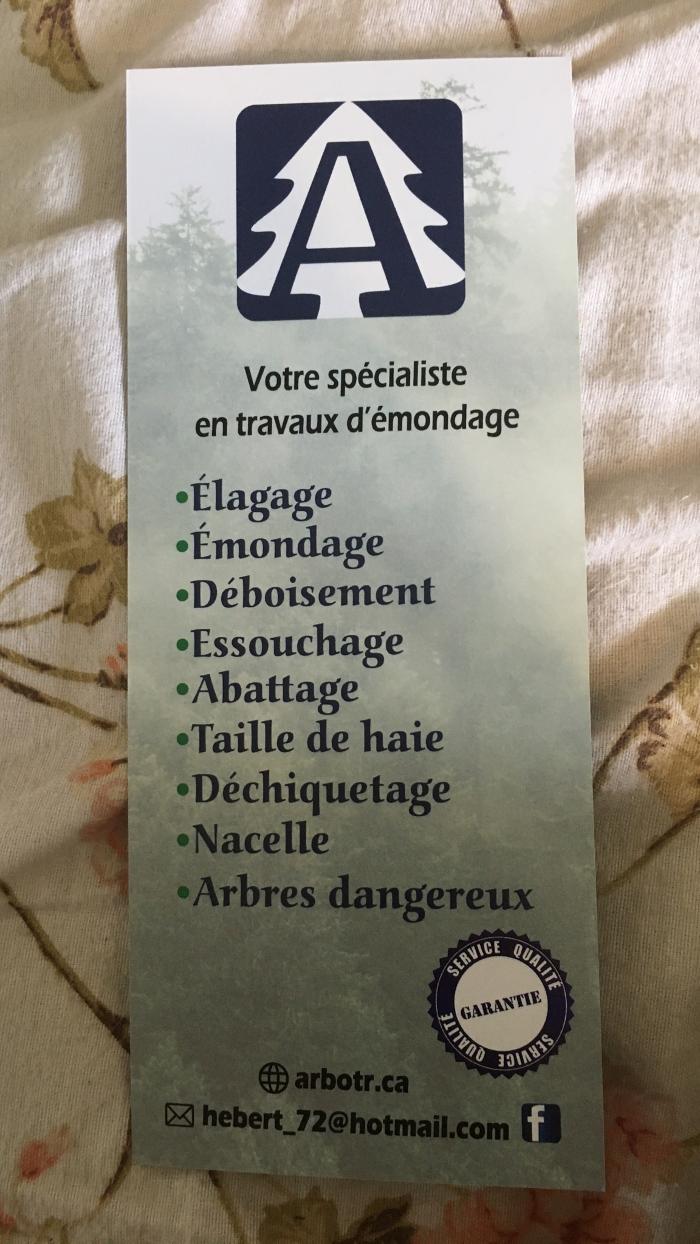 A
Votre spécialiste
en travaux d'émondage
•Élagage
•Émondage
•Déboisement
•Essouchage
•Abattage
•Taille de haie
•Déchiquetage
•Nacelle
•Arbres dangereux
SERVICE QUALITÉ
GARANTIE
SERVICE QUALITÉ
arbotr.ca
hebert_72@hotmail.com f